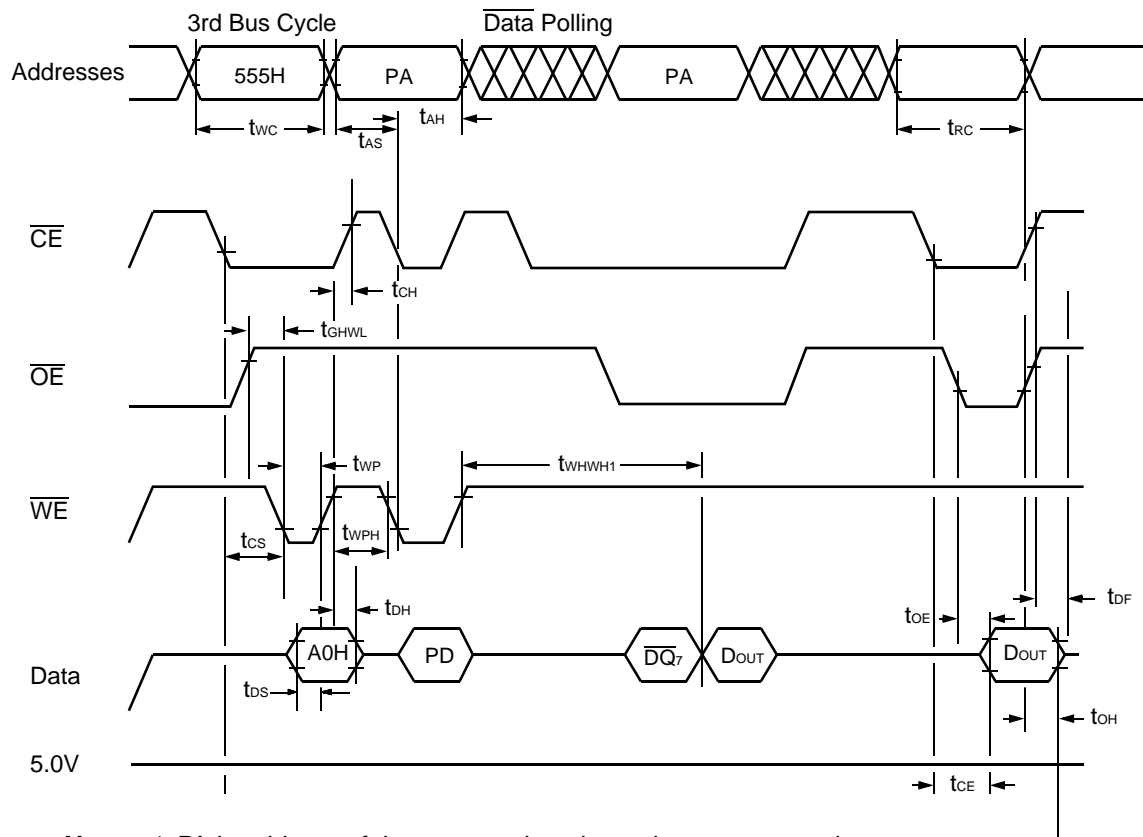 3rd Bus Cycle
Data Polling
Addresses
555H
PA
PA
tWC
tAS
tAH
tRC
CE
tCH
tGHWL
OE
tWP
tWHWH1
WE
tCS
tWPH
tDH
tOE
tDF
Data
A0H
PD
DQ7
DOUT
DOUT
tDS
tOH
5.0V
tCE